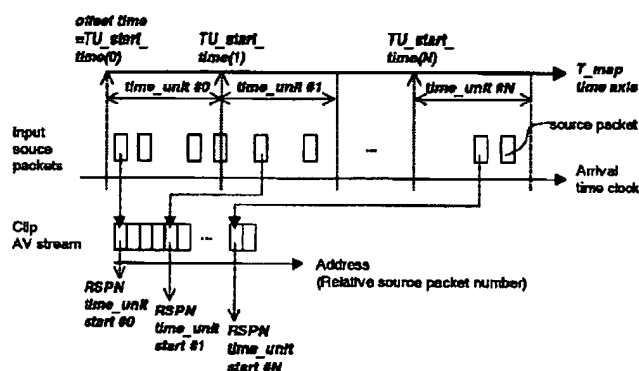 offset time
=TU_start_
time(0)
TU_start_
time(1)
TU_start_
time(N)
T_map
time axis
time_unit #0
time_unit #1
time_unit #N
Input
souce
packets
...
source packet
Arrival
time clock
Clip
AV stream
...
Address
(Relative source packet number)
RSPN
time_unit
start #0
RSPN
time_unit
start #1
RSPN
time_unit
start #N